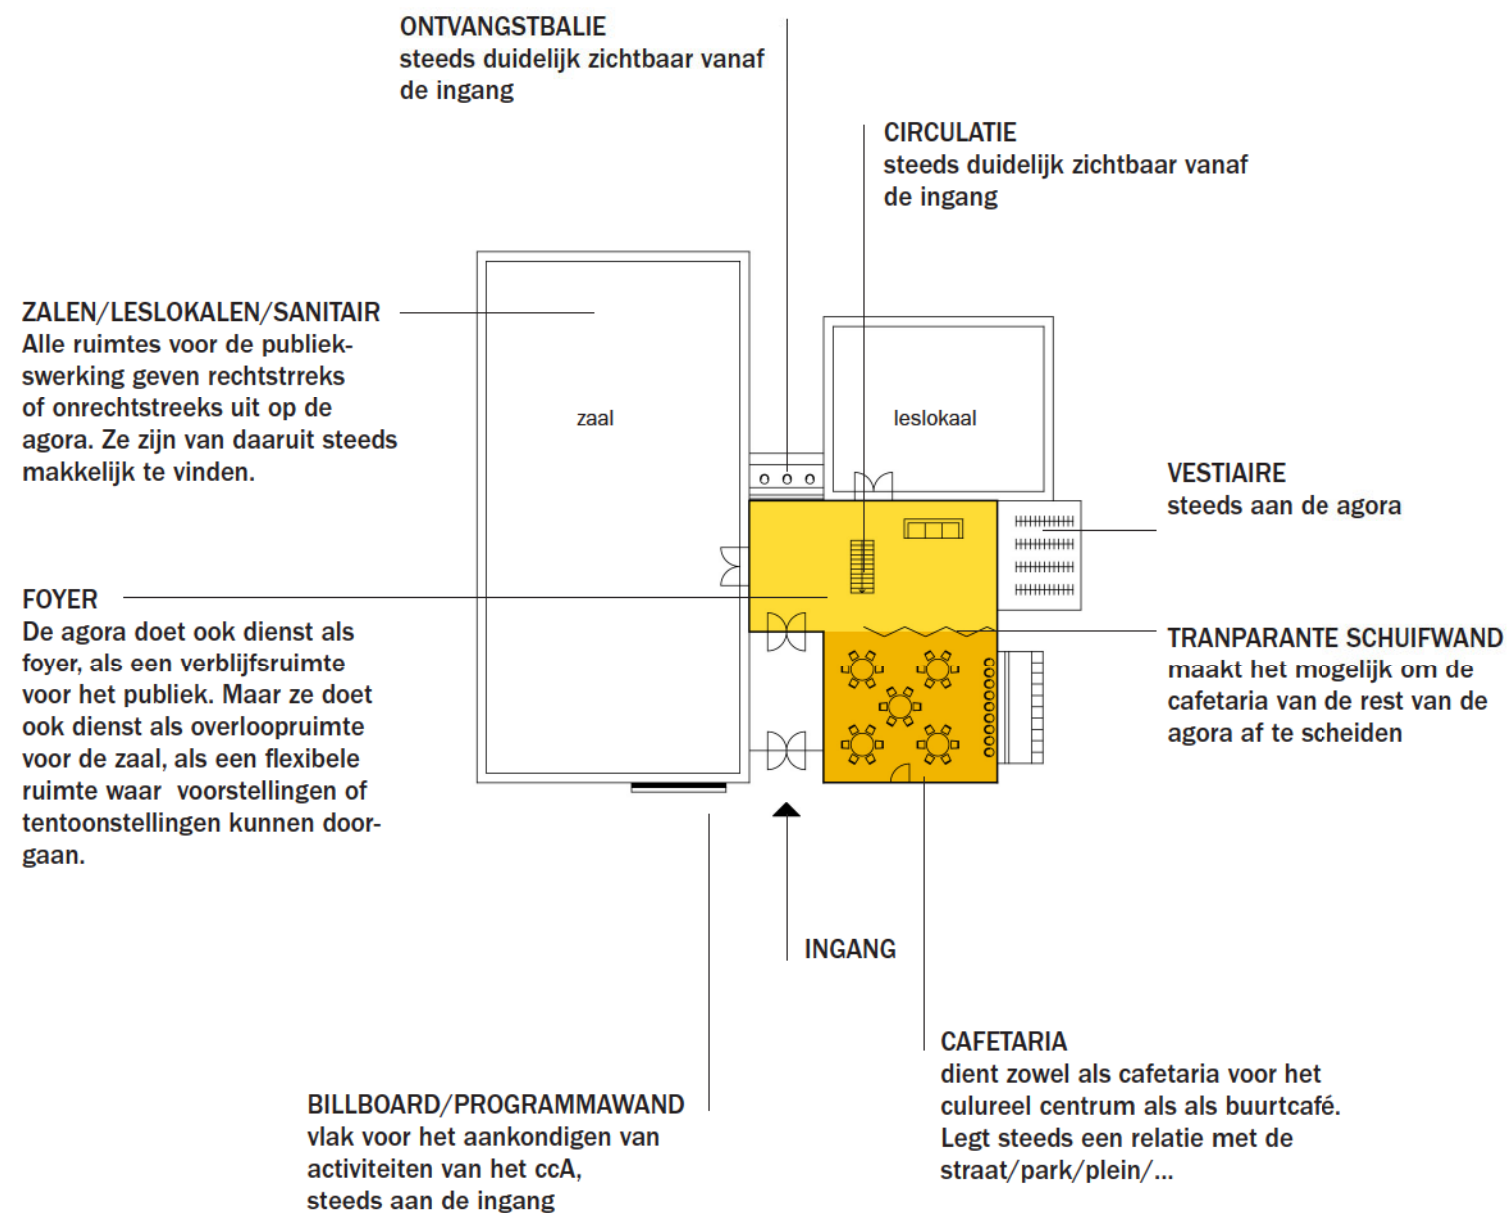 ONTVANGSTBALIE
steeds duidelijk zichtbaar vanaf
de ingang
CIRCULATIE
steeds duidelijk zichtbaar vanaf
de ingang
ZALEN/LESLOKALEN/SANITAIR
Alle ruimtes voor de publiek-
swerking geven rechtstrreks
of onrechtstreeks uit op de
agora. Ze zijn van daaruit steeds
makkelijk te vinden.
zaal
leslokaal
VESTIAIRE
steeds aan de agora
FOYER
De agora doet ook dienst als
foyer, als een verblijfsruimte
voor het publiek. Maar ze doet
ook dienst als overloopruimte
voor de zaal, als een flexibele
ruimte waar voorstellingen of
tentoonstellingen kunnen door-
gaan.
TRANPARANTE SCHUIFWAND
maakt het mogelijk om de
cafetaria van de rest van de
agora af te scheiden
INGANG
CAFETARIA
dient zowel als cafetaria voor het
culureel centrum als als buurtcafé.
Legt steeds een relatie met de
straat/park/plein/...
BILLBOARD/PROGRAMMAWAND
vlak voor het aankondigen van
activiteiten van het ccA,
steeds aan de ingang